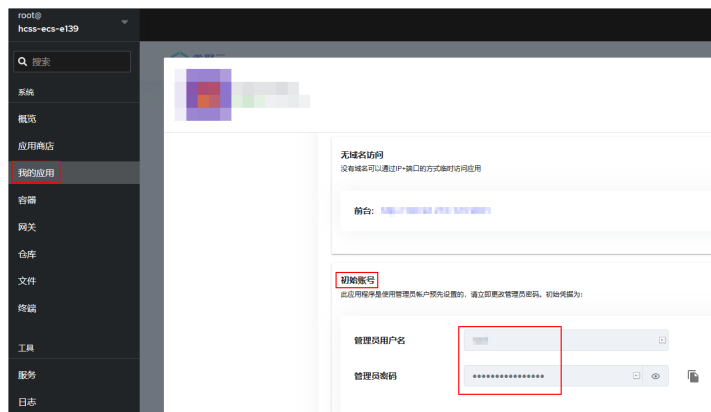 root@
hcss-ecs-e139
搜索
系统
概览
应用商店
我的应用
容器
网关
仓库
文件
终端
工具
服务
日志
无域名访问
没有域名可以通过IP+端口的方式临时访问应用
前台:
初始账号
此应用程序是使用管理员帐户预先设置的，请立即更改管理员密码。初始凭据为:
管理员用户名
管理员密码